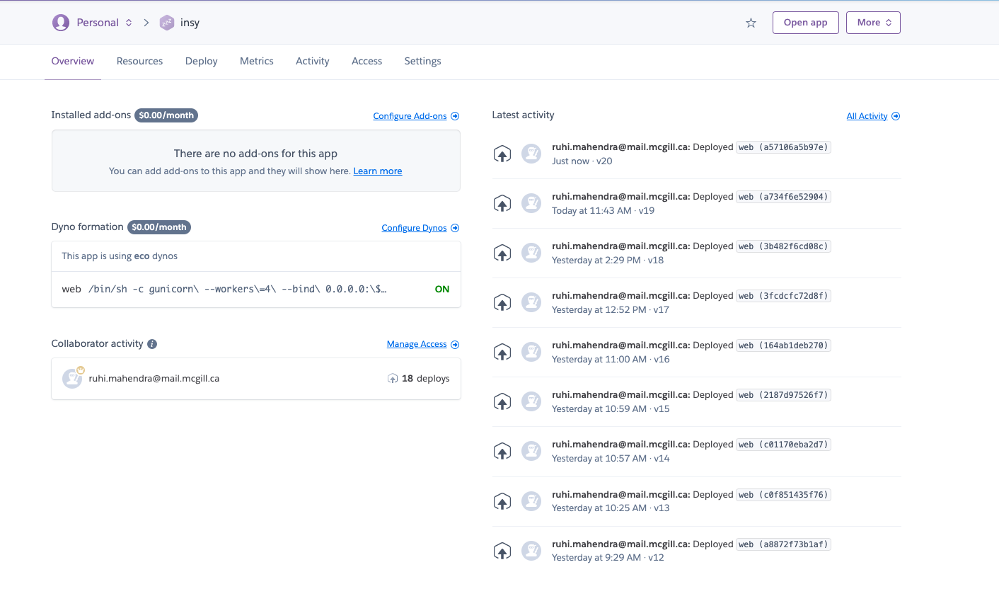 Personal
insy
Open app
More
Overview
Resources
Deploy
Metrics
Activity
Access
Settings
Installed add-ons $0.00/month
Configure Add-ons
There are no add-ons for this app
You can add add-ons to this app and they will show here. Learn more
Dyno formation $0.00/month
Configure Dynos
This app is using eco dynos
web /bin/sh -c gunicorn\ --workers\=4\ --bind\ 0.0.0.0:\$…
ON
Collaborator activity
Manage Access
ruhi.mahendra@mail.mcgill.ca
18 deploys
Latest activity
All Activity
ruhi.mahendra@mail.mcgill.ca: Deployed web (a57106a5b97e)
Just now · v20
ruhi.mahendra@mail.mcgill.ca: Deployed web (a734f6e52904)
Today at 11:43 AM · v19
ruhi.mahendra@mail.mcgill.ca: Deployed web (3b482f6cd08c)
Yesterday at 2:29 PM · v18
ruhi.mahendra@mail.mcgill.ca: Deployed web (3fcdcfc72d8f)
Yesterday at 12:52 PM · v17
ruhi.mahendra@mail.mcgill.ca: Deployed web (164ab1deb270)
Yesterday at 11:00 AM · v16
ruhi.mahendra@mail.mcgill.ca: Deployed web (2187d97526f7)
Yesterday at 10:59 AM · v15
ruhi.mahendra@mail.mcgill.ca: Deployed web (c01170eba2d7)
Yesterday at 10:57 AM · v14
ruhi.mahendra@mail.mcgill.ca: Deployed web (c0f851435f76)
Yesterday at 10:25 AM · v13
ruhi.mahendra@mail.mcgill.ca: Deployed web (a8872f73b1af)
Yesterday at 9:29 AM · v12